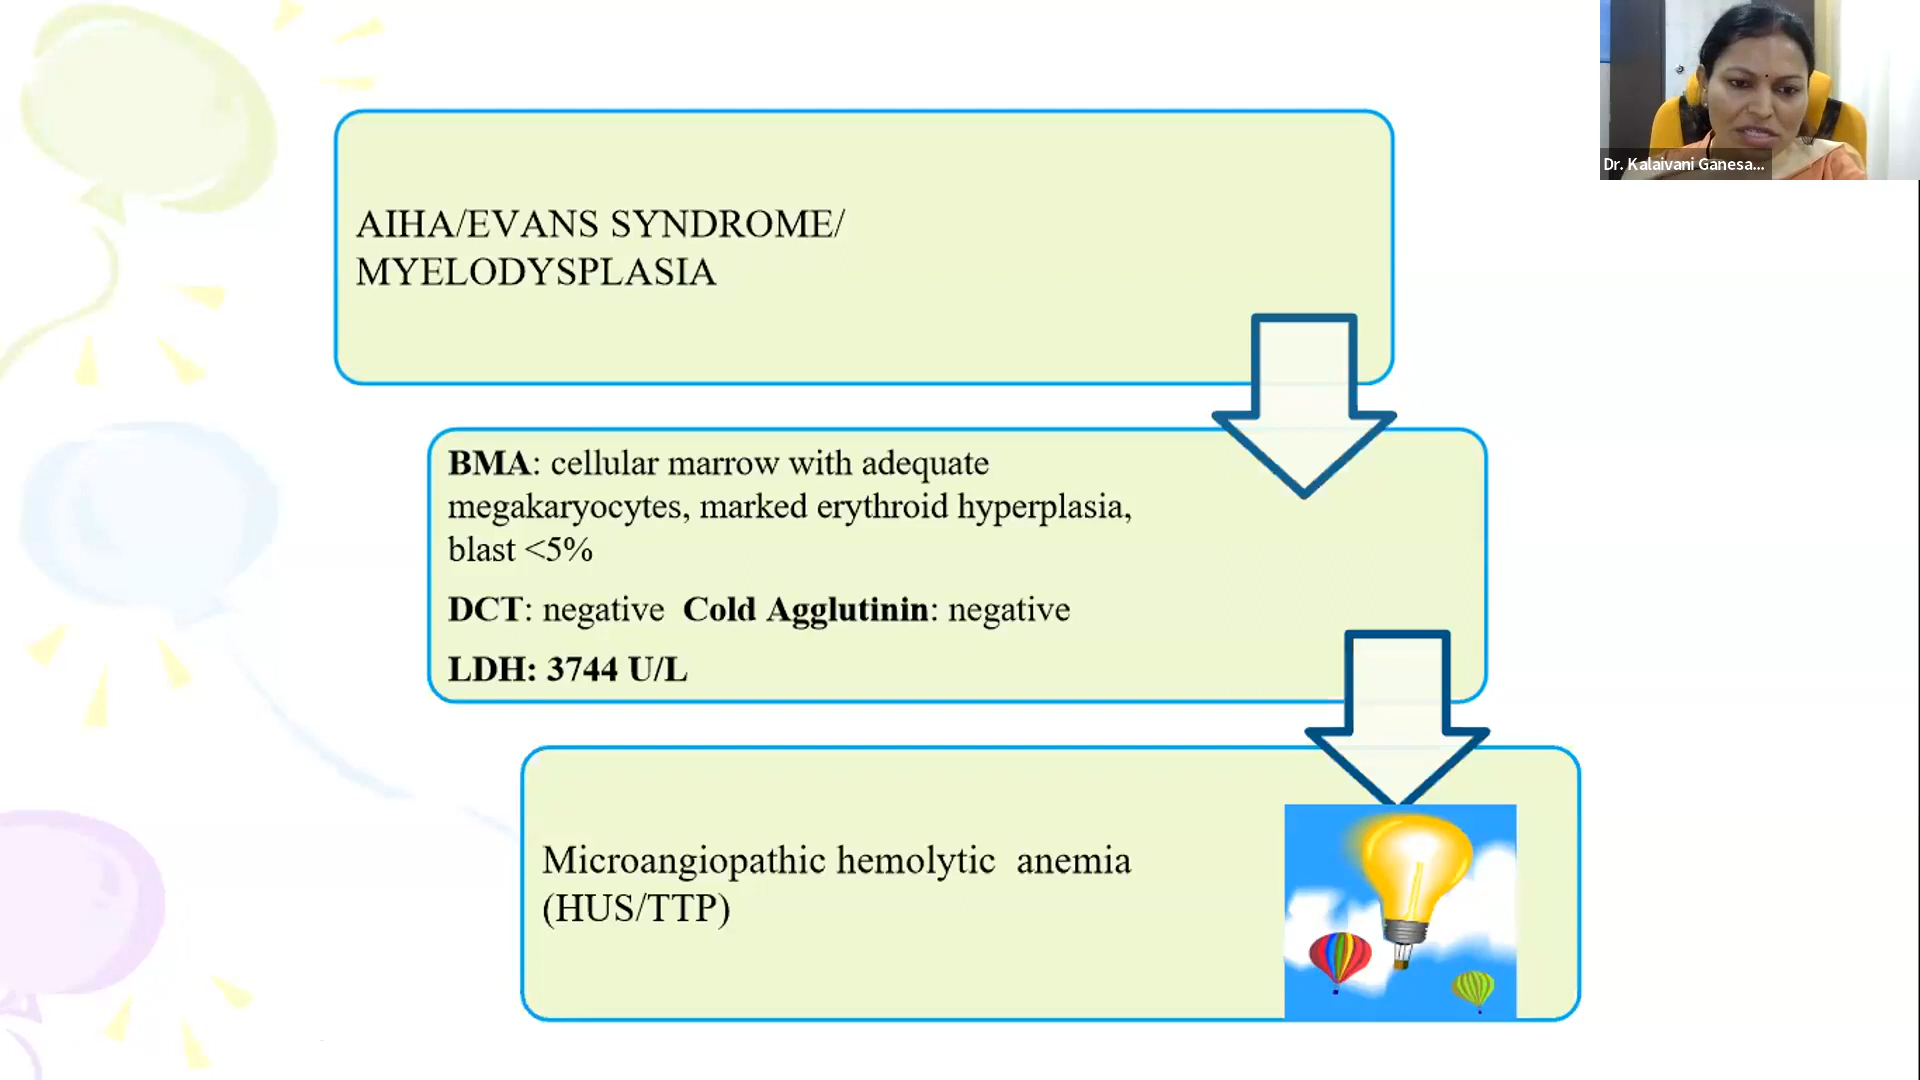 Dr. Kalaivani Ganesa...
AIHA/EVANS SYNDROME/
MYELODYSPLASIA
BMA: cellular marrow with adequate
megakaryocytes, marked erythroid hyperplasia,
blast <5%
DCT: negative Cold Agglutinin: negative
LDH: 3744 U/L
Microangiopathic hemolytic anemia
(HUS/TTP)